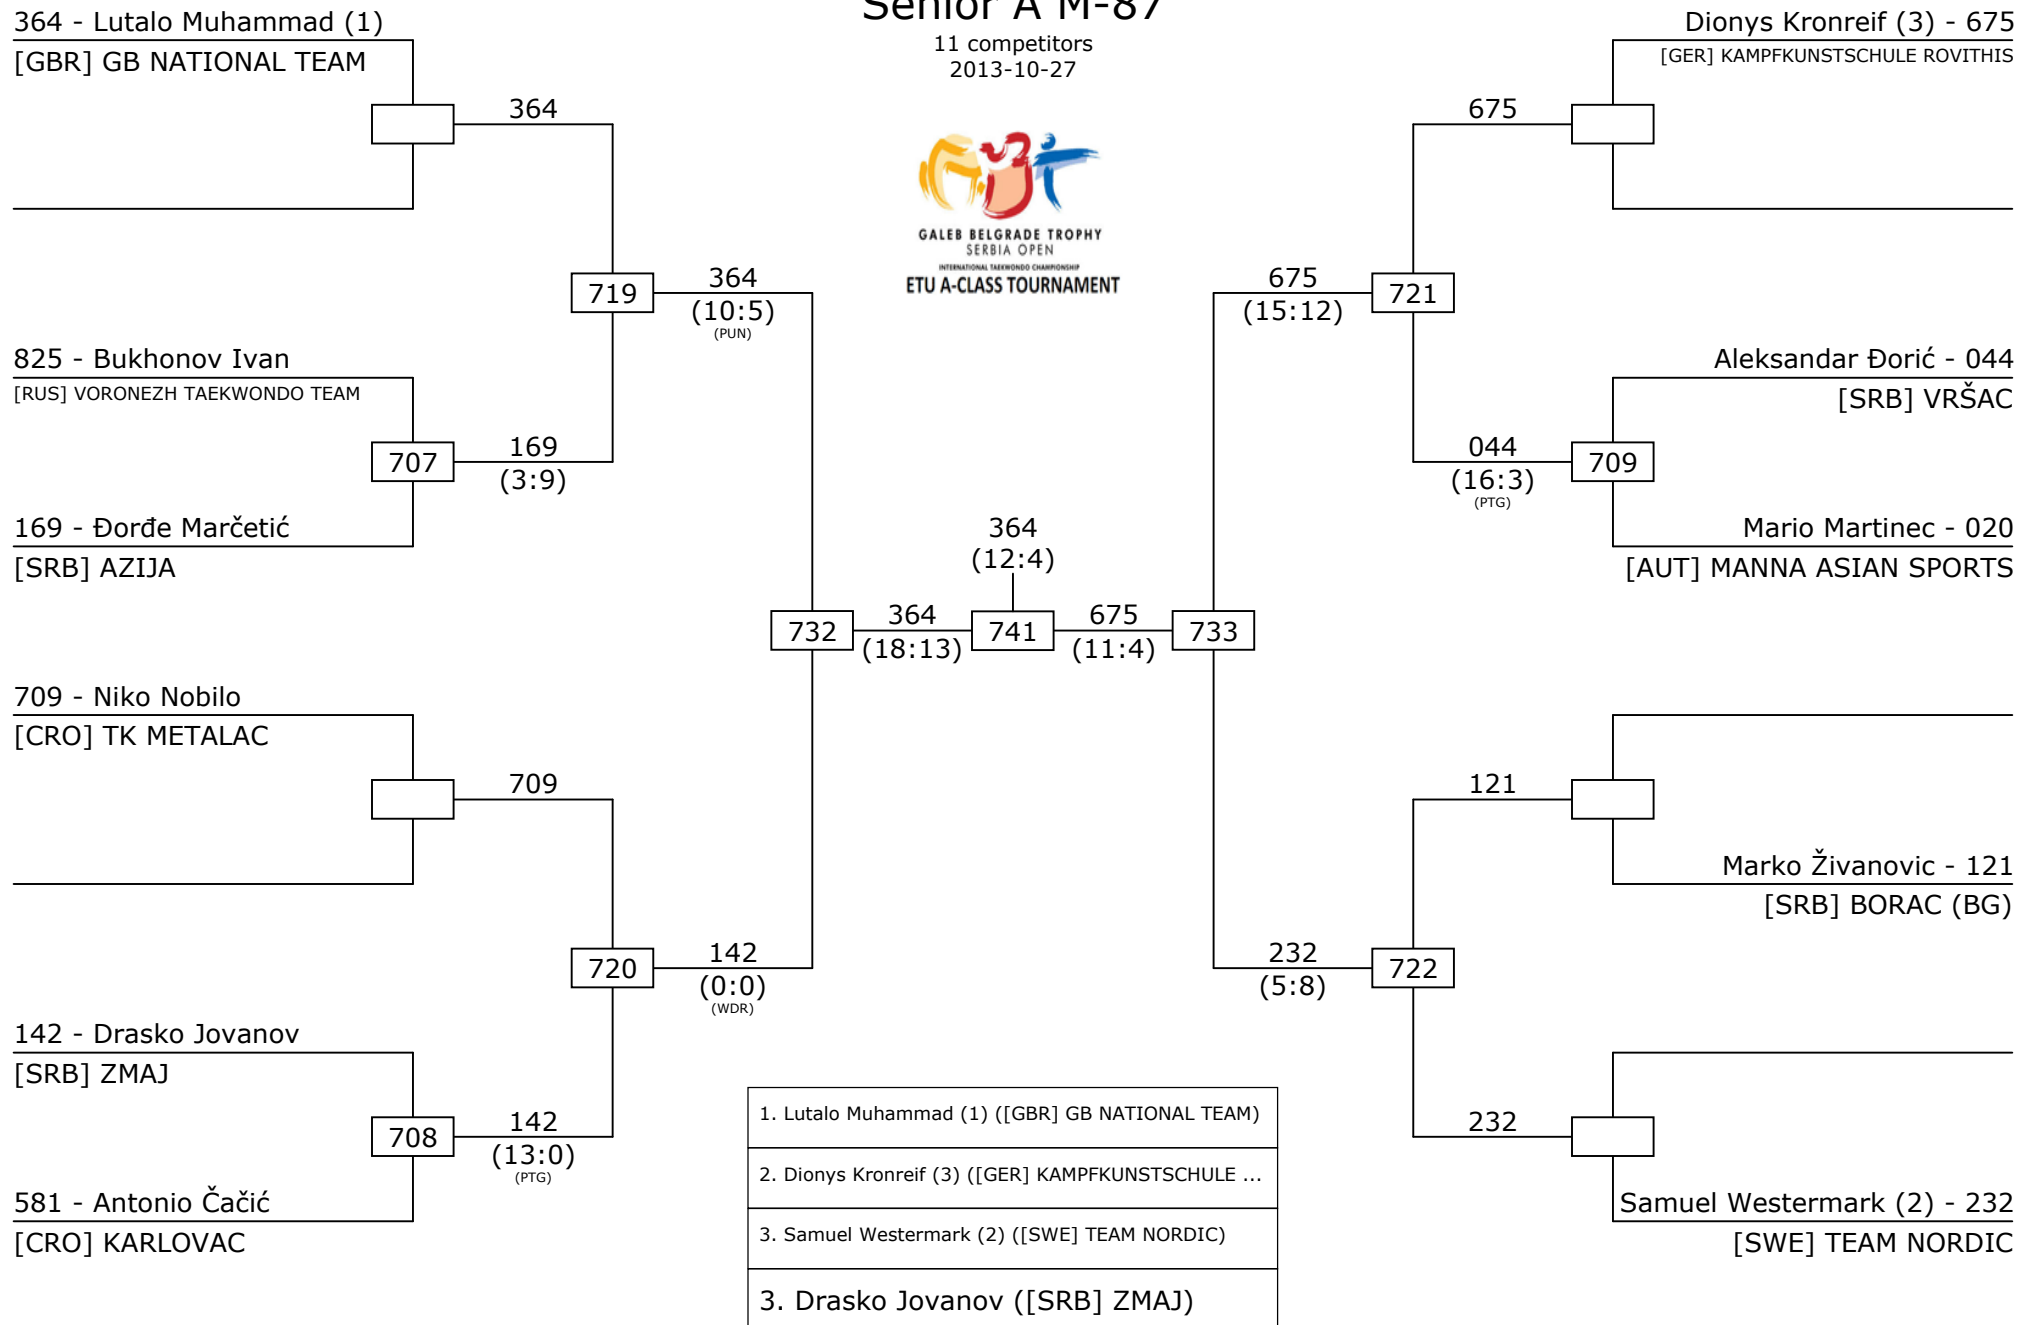 Senior A M-87
11 competitors
2013-10-27
GALEB BELGRADE TROPHY
SERBIA OPEN
INTERNATIONAL TAEKWONDO CHAMPIONSHIP
ETU A-CLASS TOURNAMENT
364 - Lutalo Muhammad (1)
[GBR] GB NATIONAL TEAM
364
719
364
(10:5)
(PUN)
825 - Bukhonov Ivan
[RUS] VORONEZH TAEKWONDO TEAM
707
169
(3:9)
169 - Đorđe Marčetić
[SRB] AZIJA
709 - Niko Nobilo
[CRO] TK METALAC
709
720
142
(0:0)
(WDR)
142 - Drasko Jovanov
[SRB] ZMAJ
708
142
(13:0)
(PTG)
581 - Antonio Čačić
[CRO] KARLOVAC
732
364
(18:13)
364
(12:4)
741
675
(11:4)
733
Dionys Kronreif (3) - 675
[GER] KAMPFKUNSTSCHULE ROVITHIS
675
675
(15:12)
721
Aleksandar Đorić - 044
[SRB] VRŠAC
044
(16:3)
(PTG)
709
Mario Martinec - 020
[AUT] MANNA ASIAN SPORTS
121
Marko Živanovic - 121
[SRB] BORAC (BG)
232
(5:8)
722
232
Samuel Westermark (2) - 232
[SWE] TEAM NORDIC
1. Lutalo Muhammad (1) ([GBR] GB NATIONAL TEAM)
2. Dionys Kronreif (3) ([GER] KAMPFKUNSTSCHULE ...
3. Samuel Westermark (2) ([SWE] TEAM NORDIC)
3. Drasko Jovanov ([SRB] ZMAJ)